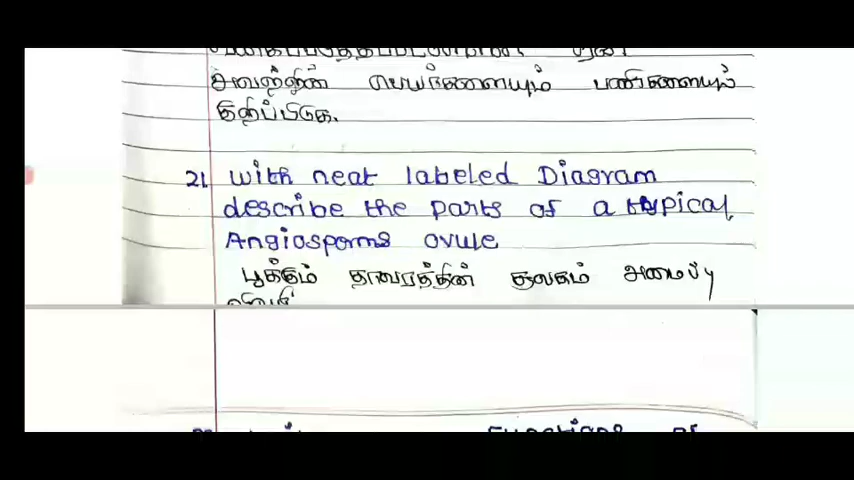 அவற்றின் பெயர்களையும் பணிகளையும்
குறிப்பிடுக.
21. With neat labeled Diagram
describe the parts of a typical
Angiosperms ovule
பூக்கும் தாவரத்தின் சூலகம் அமைப்பு